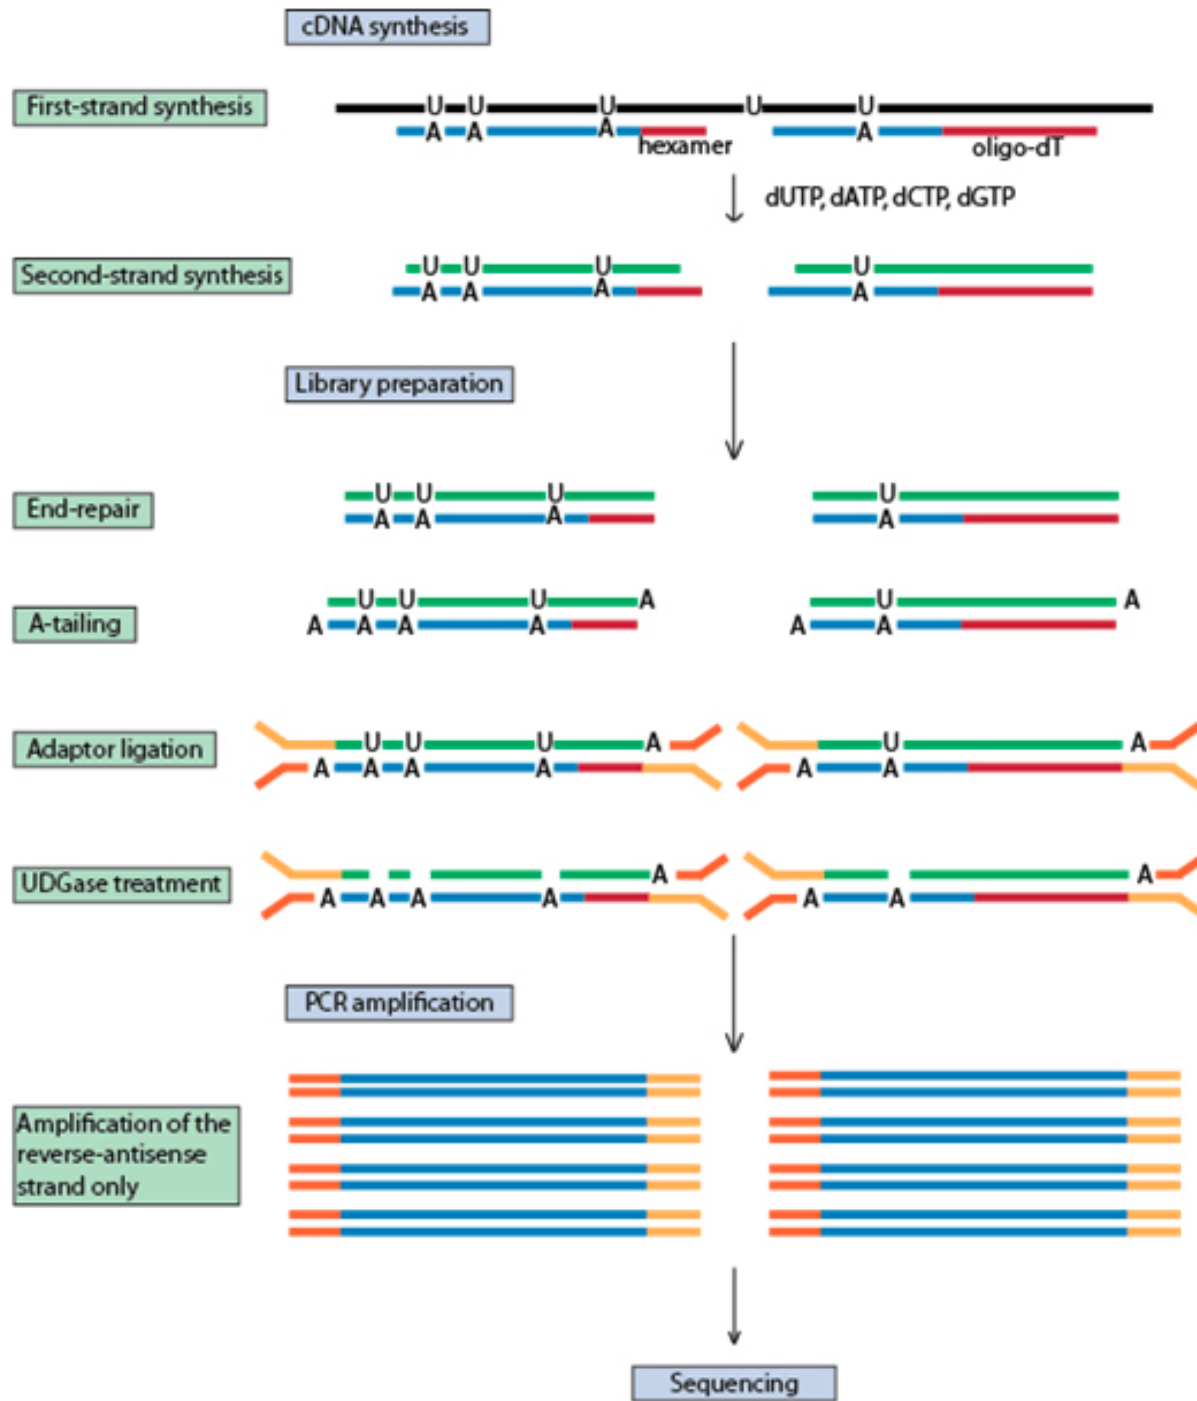 cDNA synthesis
First-strand synthesis
U U U U U
A A A A
hexamer
oligo-dT
dUTP, dATP, dCTP, dGTP
Second-strand synthesis
U U U U
A A A A
Library preparation
End-repair
U U U U
A A A A
A-tailing
U U U A U A
A A A A A A
Adaptor ligation
U U U A U A
A A A A A A
UDGase treatment
A A
A A A A A A
PCR amplification
Amplification of the
reverse-antisense
strand only
Sequencing